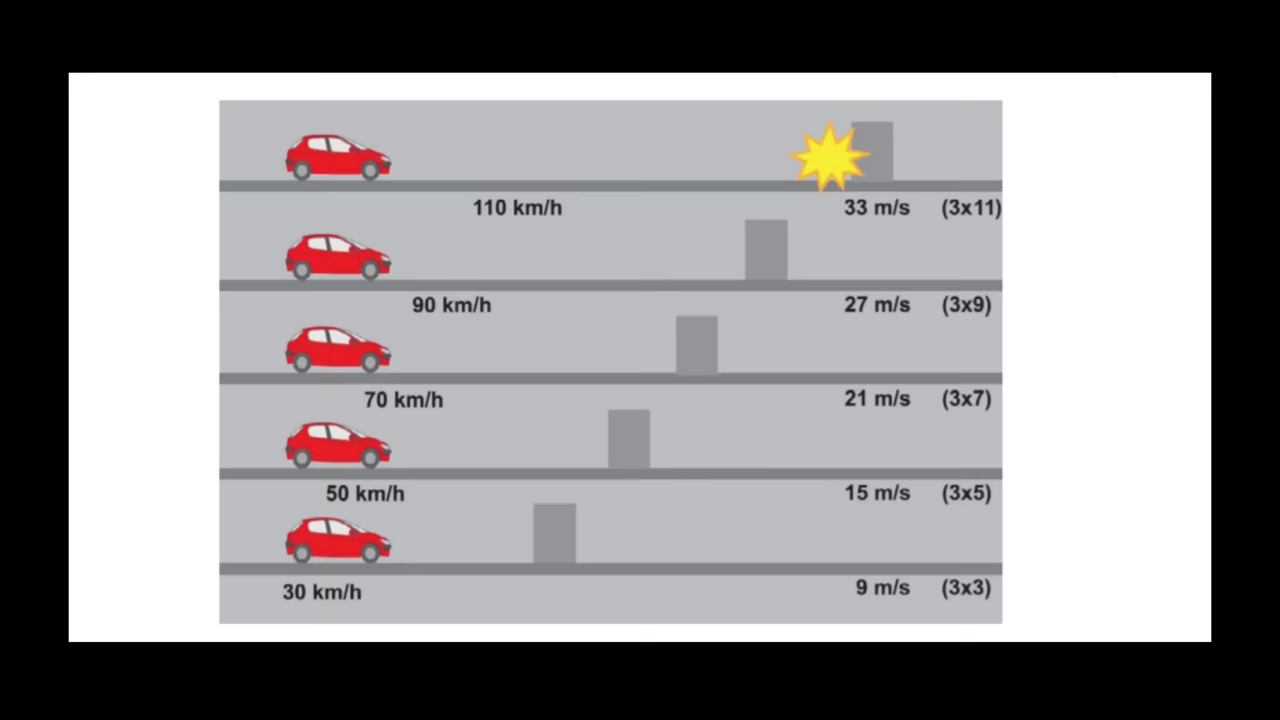 110 km/h 33 m/s (3x11)
90 km/h 27 m/s (3x9)
70 km/h 21 m/s (3x7)
50 km/h 15 m/s (3x5)
30 km/h 9 m/s (3x3)